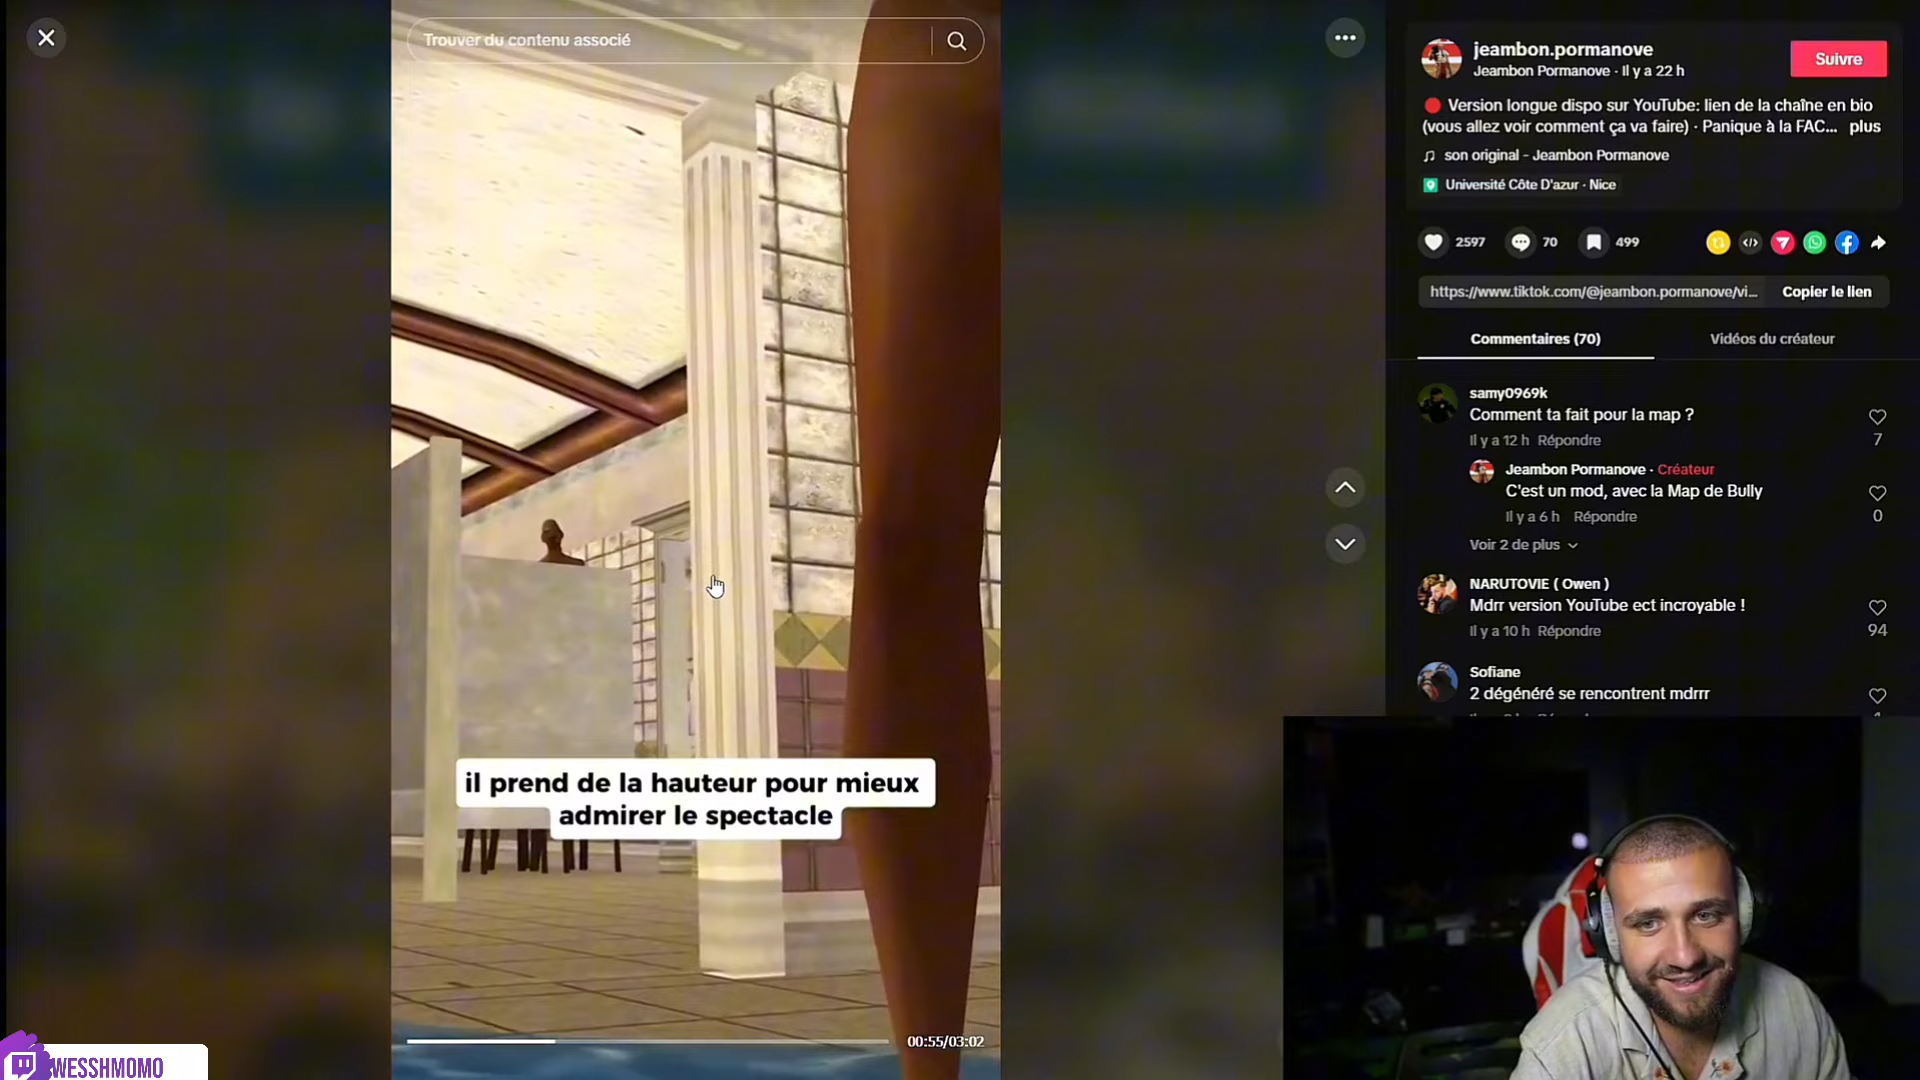 Trouver du contenu associé
jeambon.pormanove
Jeambon Pormanove · Il y a 22 h
Suivre
Version longue dispo sur YouTube: lien de la chaîne en bio
(vous allez voir comment ça va faire) · Panique à la FAC... plus
son original - Jeambon Pormanove
Université Côte D'azur · Nice
2597
70
499
https://www.tiktok.com/@jeambon.pormanove/vi...
Copier le lien
Commentaires (70)
Vidéos du créateur
samy0969k
Comment ta fait pour la map ?
Il y a 12 h Répondre
7
Jeambon Pormanove · Créateur
C'est un mod, avec la Map de Bully
Il y a 6 h Répondre
0
Voir 2 de plus
NARUTOVIE ( Owen )
Mdrr version YouTube ect incroyable !
Il y a 10 h Répondre
94
Sofiane
2 dégénéré se rencontrent mdrrr
il prend de la hauteur pour mieux
admirer le spectacle
00:55/03:02
WESSHMOMO